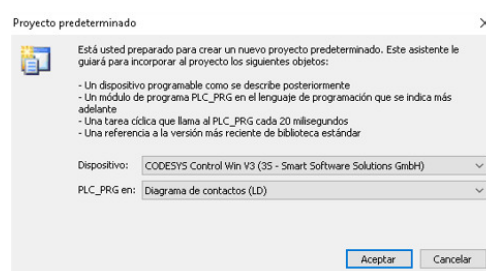 Proyecto predeterminado
Está usted preparado para crear un nuevo proyecto predeterminado. Este asistente le
guiará para incorporar al proyecto los siguientes objetos:
- Un dispositivo programable como se describe posteriormente
- Un módulo de programa PLC_PRG en el lenguaje de programación que se indica más
adelante
- Una tarea cíclica que llama al PLC_PRG cada 20 milisegundos
- Una referencia a la versión más reciente de biblioteca estándar
Dispositivo: CODESYS Control Win V3 (3S - Smart Software Solutions GmbH)
PLC_PRG en: Diagrama de contactos (LD)
Aceptar Cancelar